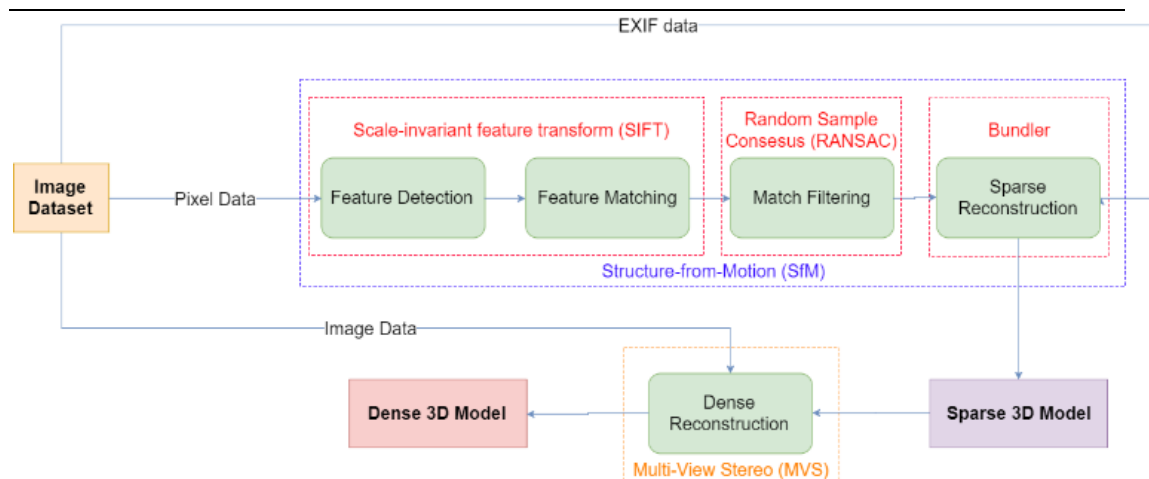 EXIF data
Scale-invariant feature transform (SIFT)
Random Sample
Consesus (RANSAC)
Bundler
Image
Dataset
Pixel Data
Feature Detection
Feature Matching
Match Filtering
Sparse
Reconstruction
Structure-from-Motion (SfM)
Image Data
Dense 3D Model
Dense
Reconstruction
Sparse 3D Model
Multi-View Stereo (MVS)